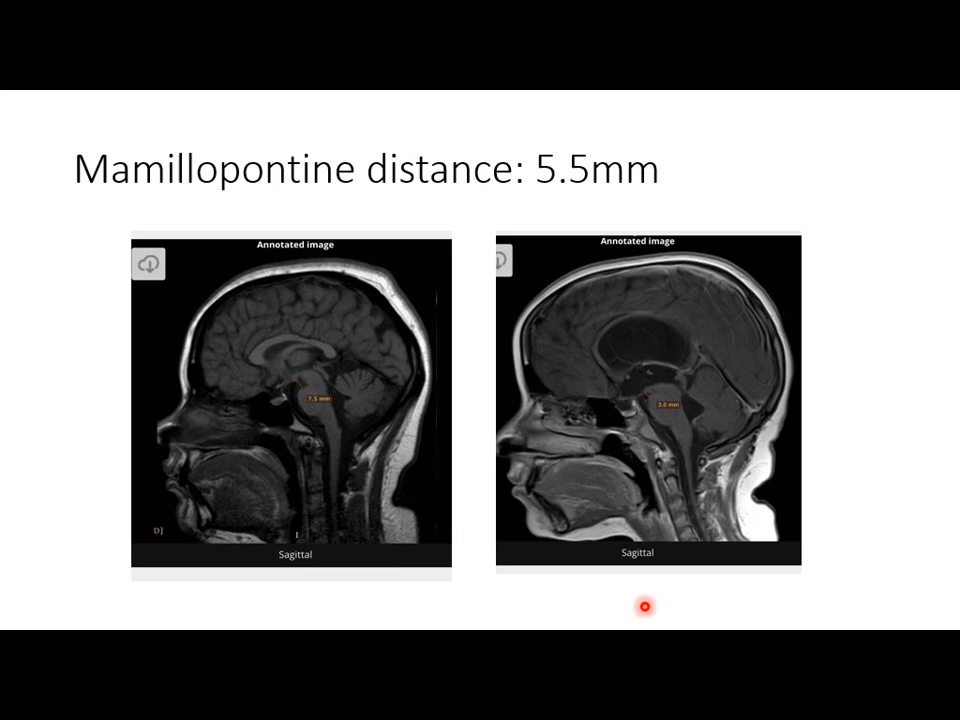 Mamillopontine distance: 5.5mm
Annotated image
7.5 mm
D]
I
Sagittal
Annotated image
3.0 mm
Sagittal